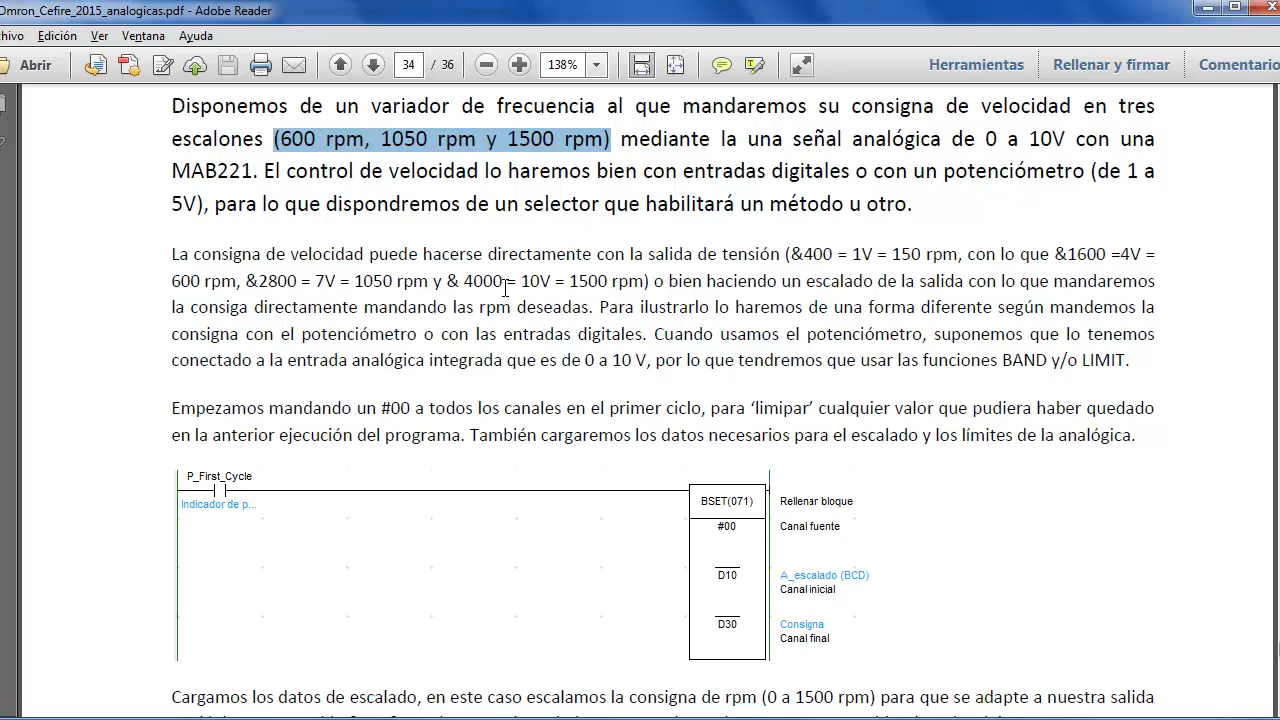 Omron_Cefire_2015_analogicas.pdf - Adobe Reader
hivo Edición Ver Ventana Ayuda
Abrir 34 / 36 138% Herramientas Rellenar y firmar Comentario
Disponemos de un variador de frecuencia al que mandaremos su consigna de velocidad en tres
escalones (600 rpm, 1050 rpm y 1500 rpm) mediante la una señal analógica de 0 a 10V con una
MAB221. El control de velocidad lo haremos bien con entradas digitales o con un potenciómetro (de 1 a
5V), para lo que dispondremos de un selector que habilitará un método u otro.
La consigna de velocidad puede hacerse directamente con la salida de tensión (&400 = 1V = 150 rpm, con lo que &1600 =4V =
600 rpm, &2800 = 7V = 1050 rpm y & 4000 = 10V = 1500 rpm) o bien haciendo un escalado de la salida con lo que mandaremos
la consiga directamente mandando las rpm deseadas. Para ilustrarlo lo haremos de una forma diferente según mandemos la
consigna con el potenciómetro o con las entradas digitales. Cuando usamos el potenciómetro, suponemos que lo tenemos
conectado a la entrada analógica integrada que es de 0 a 10 V, por lo que tendremos que usar las funciones BAND y/o LIMIT.
Empezamos mandando un #00 a todos los canales en el primer ciclo, para ‘limipar’ cualquier valor que pudiera haber quedado
en la anterior ejecución del programa. También cargaremos los datos necesarios para el escalado y los límites de la analógica.
P_First_Cycle
Indicador de p...
BSET(071) Rellenar bloque
#00 Canal fuente
D10 A_escalado (BCD)
Canal inicial
D30 Consigna
Canal final
Cargamos los datos de escalado, en este caso escalamos la consigna de rpm (0 a 1500 rpm) para que se adapte a nuestra salida